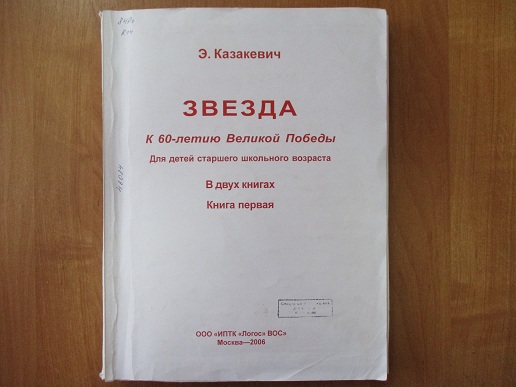 Э. Казакевич
ЗВЕЗДА
К 60-летию Великой Победы
Для детей старшего школьного возраста
В двух книгах
Книга первая
ООО «ИПТК «Логос» ВОС»
Москва—2006